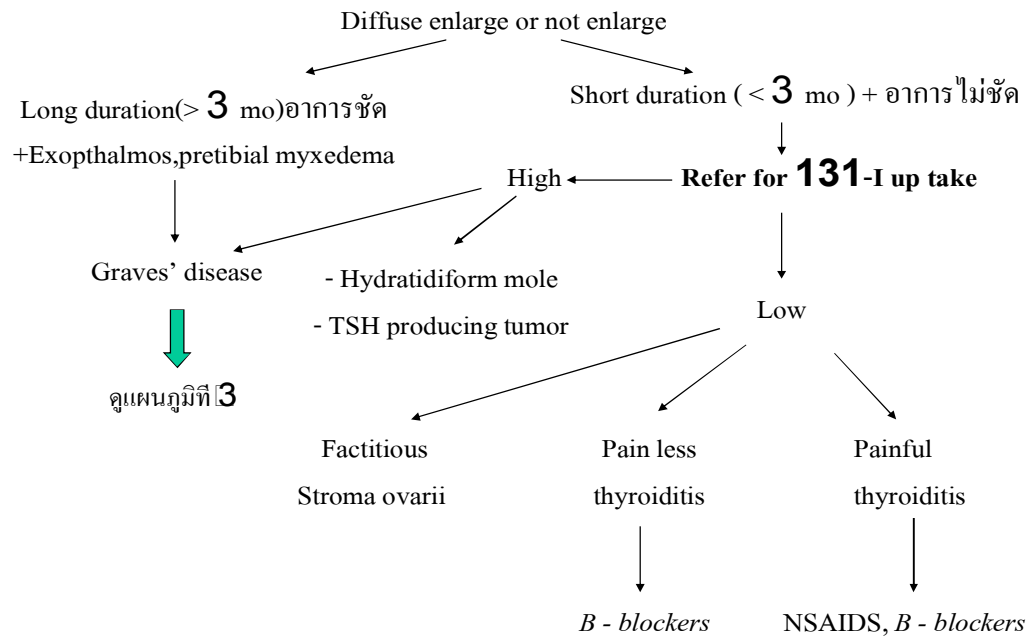 Diffuse enlarge or not enlarge
Long duration(> 3 mo)อาการชัด
+Exopthalmos,pretibial myxedema
Short duration ( < 3 mo ) + อาการไม่ชัด
Refer for 131-I up take
High
Graves’ disease
- Hydratidiform mole
- TSH producing tumor
Low
ดูแผนภูมิที่ 3
Factitious
Stroma ovarii
Pain less
thyroiditis
Painful
thyroiditis
B - blockers
NSAIDS, B - blockers